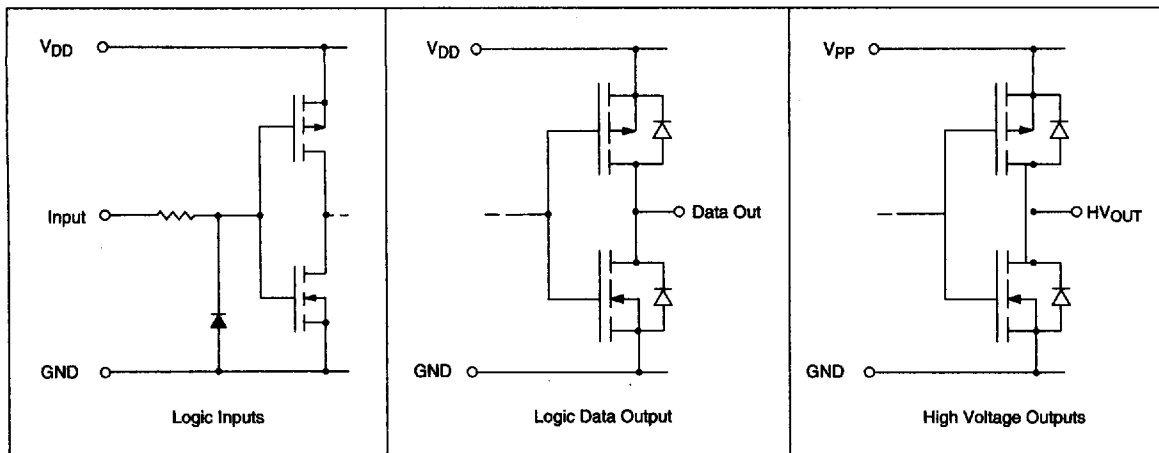 VDD
Input
GND
Logic Inputs
VDD
Data Out
GND
Logic Data Output
VPP
HVOUT
GND
High Voltage Outputs